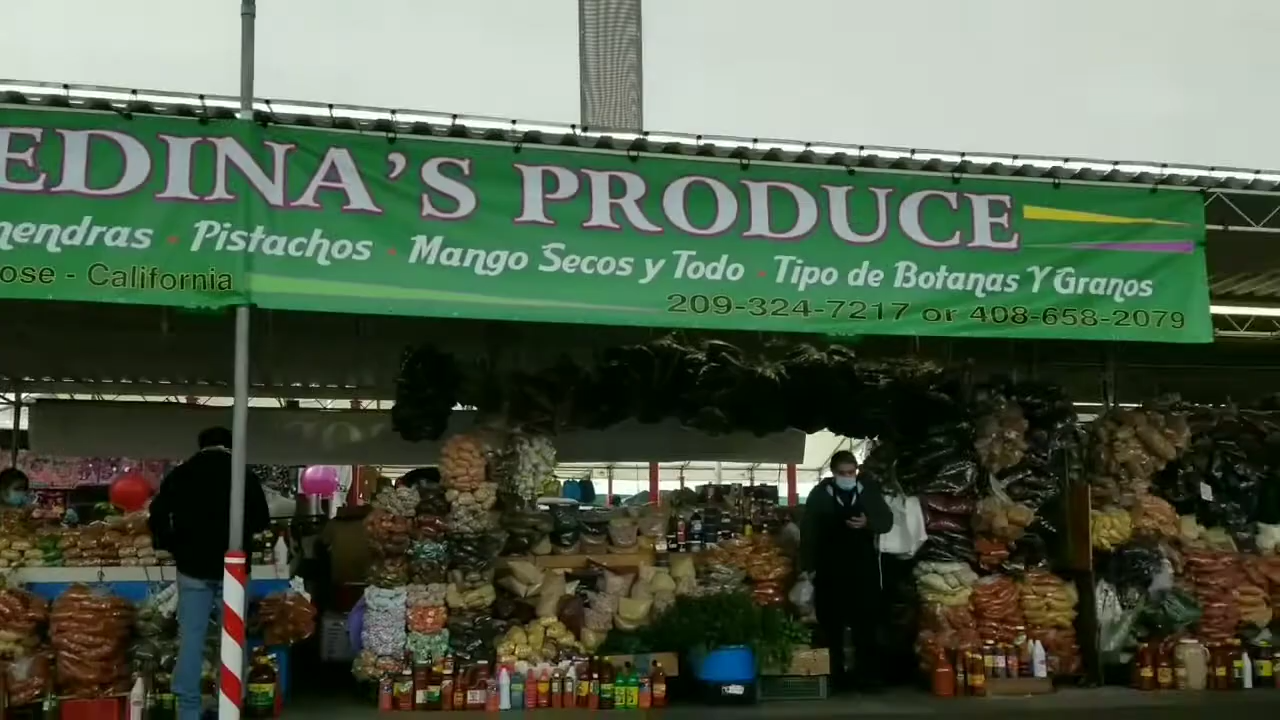 EDINA'S PRODUCE
mendras • Pistachos • Mango Secos y Todo • Tipo de Botanas Y Granos
ose - California
209-324-7217 or 408-658-2079